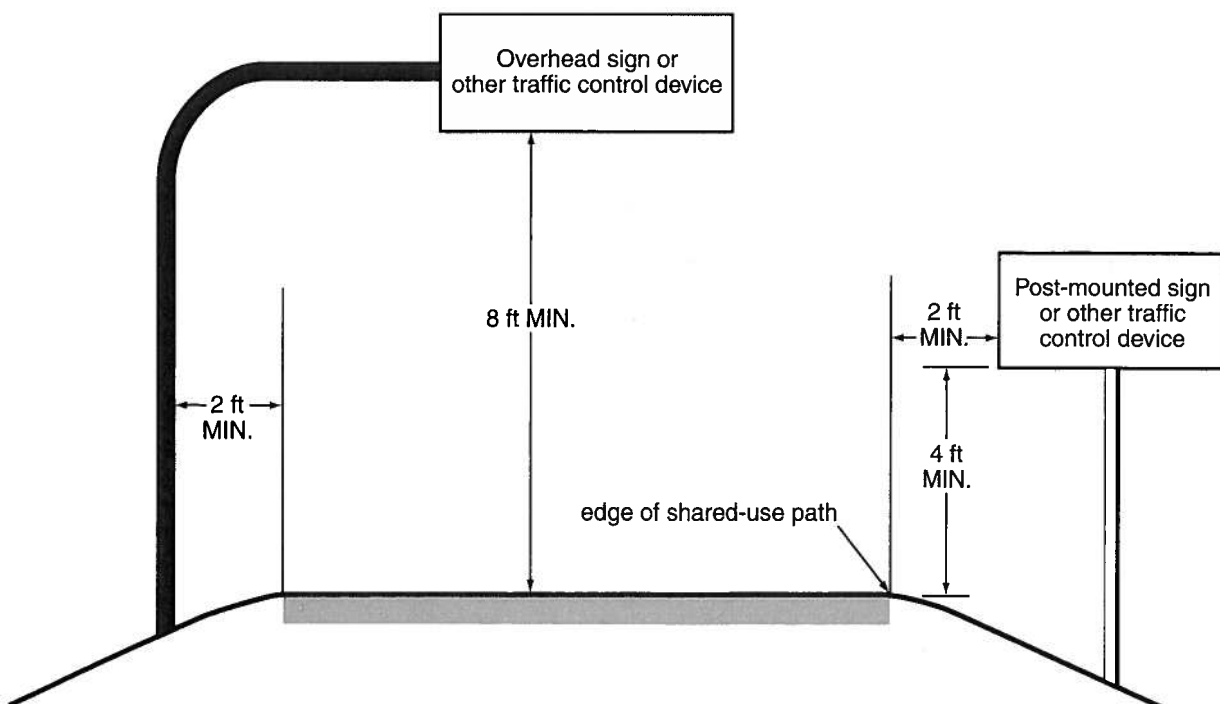 Overhead sign or
other traffic control device
8 ft MIN.
2 ft
MIN.
Post-mounted sign
or other traffic
control device
2 ft
MIN.
4 ft
MIN.
edge of shared-use path